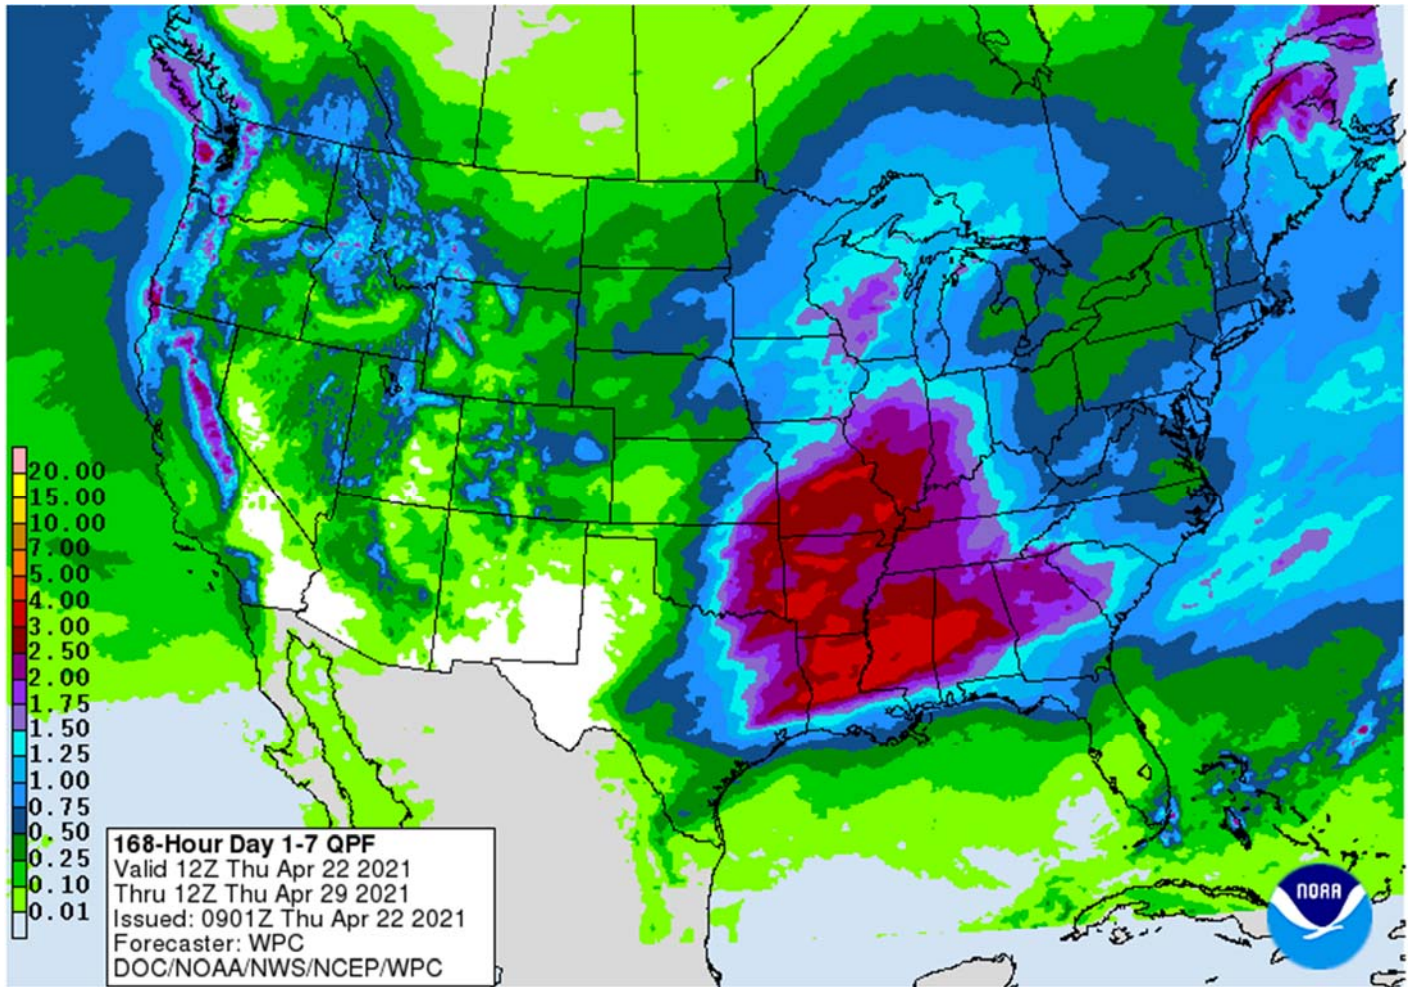 20.00
15.00
10.00
7.00
5.00
4.00
3.00
2.50
2.00
1.75
1.50
1.25
1.00
0.75
0.50
0.25
0.10
0.01
168-Hour Day 1-7 QPF
Valid 12Z Thu Apr 22 2021
Thru 12Z Thu Apr 29 2021
Issued: 0901Z Thu Apr 22 2021
Forecaster: WPC
DOC/NOAA/NWS/NCEP/WPC
NOAA